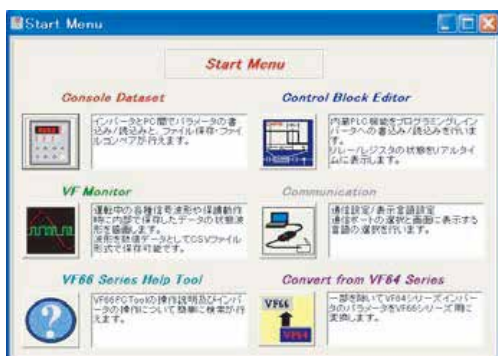 Start Menu
Start Menu
Console Dataset
インバータとPC間でパラメータの書
込み/読込みと、ファイル保存・ファイ
ルコンペアが行えます。
Control Block Editor
内蔵PLC機能をプログラミングしイン
バータへの書込み/読込みを行いま
す。
リレー/レジスタの状態をリアルタイ
ムに表示します。
VF Monitor
運転中の各種信号波形や保護動作
時に内部で保存したデータの状態波
形を描画します。
波形を数値データとしてCSVファイル
形式で保存可能です。
Communication
通信設定/表示言語設定
通信ポートの選択と画面に表示する
言語の選択を行います。
VF66 Series Help Tool
VF66PCToolの操作説明及びインバ
ータの操作について簡単に検索が行
えます。
Convert from VF64 Series
VF66
VF64
一部を除いてVF64シリーズインバー
タのパラメータをVF66シリーズ用に
変換します。